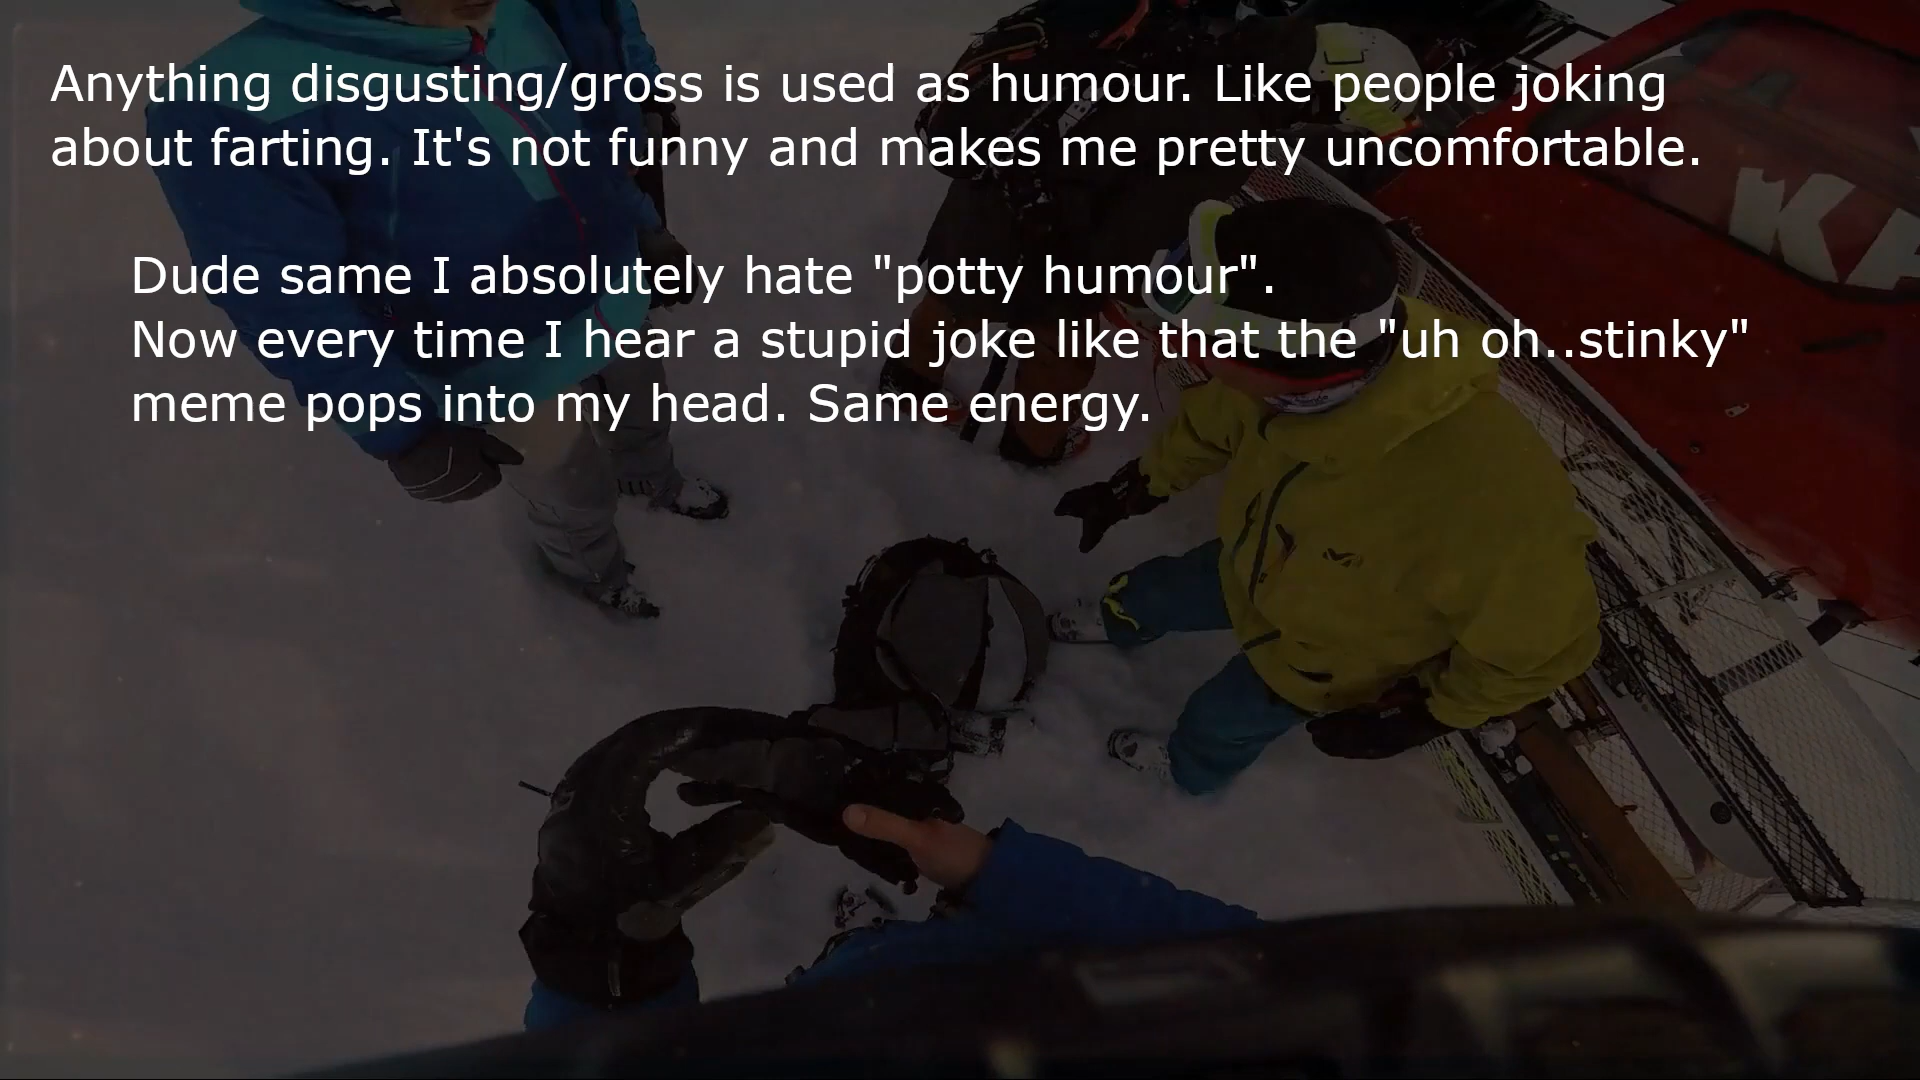 Anything disgusting/gross is used as humour. Like people joking
about farting. It's not funny and makes me pretty uncomfortable.
Dude same I absolutely hate "potty humour".
Now every time I hear a stupid joke like that the "uh oh..stinky"
meme pops into my head. Same energy.
KA